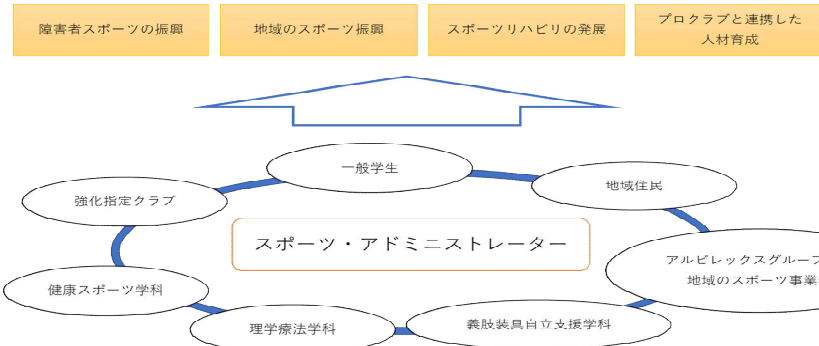 障害者スポーツの振興
地域のスポーツ振興
スポーツリハビリの発展
プロクラブと連携した
人材育成
一般学生
強化指定クラブ
地域住民
スポーツ・アドミニストレーター
アルビレックスグループ
地域のスポーツ事業
健康スポーツ学科
理学療法学科
義肢装具自立支援学科